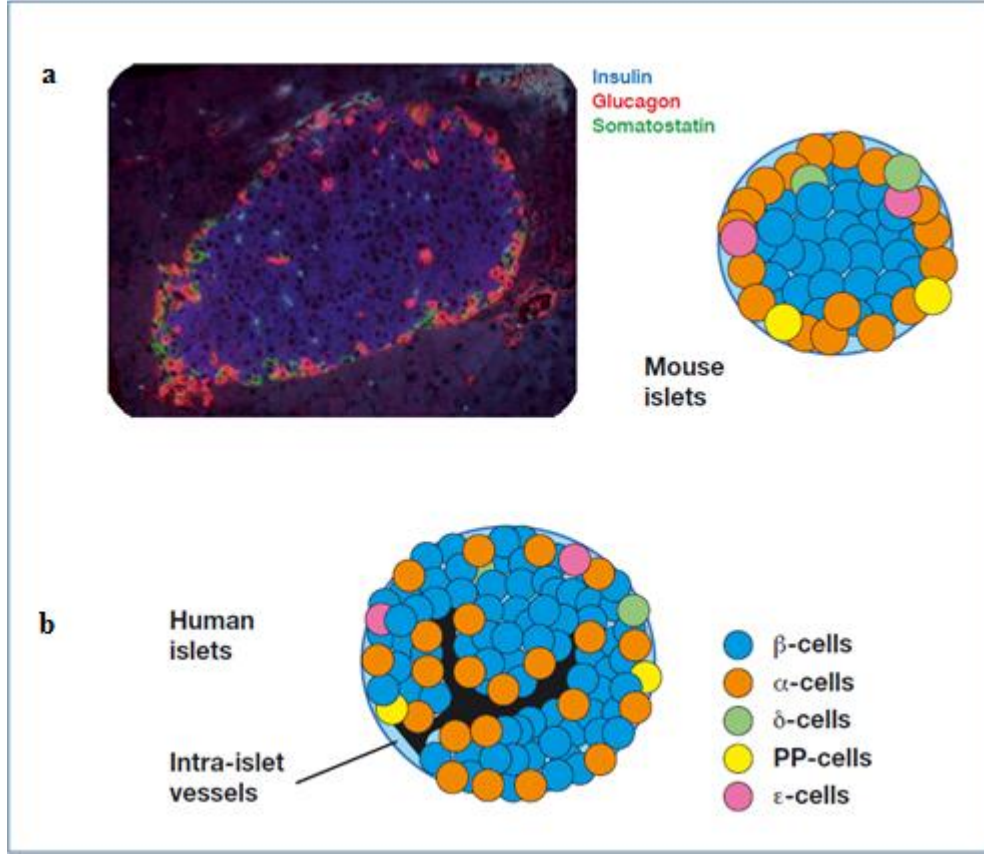 a
Insulin
Glucagon
Somatostatin
Mouse
islets
b
Human
islets
Intra-islet
vessels
β-cells
α-cells
δ-cells
PP-cells
ε-cells